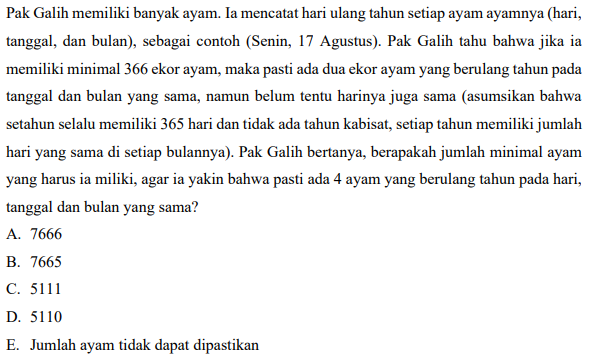 Pak Galih memiliki banyak ayam. Ia mencatat hari ulang tahun setiap ayam ayamnya (hari,
tanggal, dan bulan), sebagai contoh (Senin, 17 Agustus). Pak Galih tahu bahwa jika ia
memiliki minimal 366 ekor ayam, maka pasti ada dua ekor ayam yang berulang tahun pada
tanggal dan bulan yang sama, namun belum tentu harinya juga sama (asumsikan bahwa
setahun selalu memiliki 365 hari dan tidak ada tahun kabisat, setiap tahun memiliki jumlah
hari yang sama di setiap bulannya). Pak Galih bertanya, berapakah jumlah minimal ayam
yang harus ia miliki, agar ia yakin bahwa pasti ada 4 ayam yang berulang tahun pada hari,
tanggal dan bulan yang sama?
A. 7666
B. 7665
C. 5111
D. 5110
E. Jumlah ayam tidak dapat dipastikan